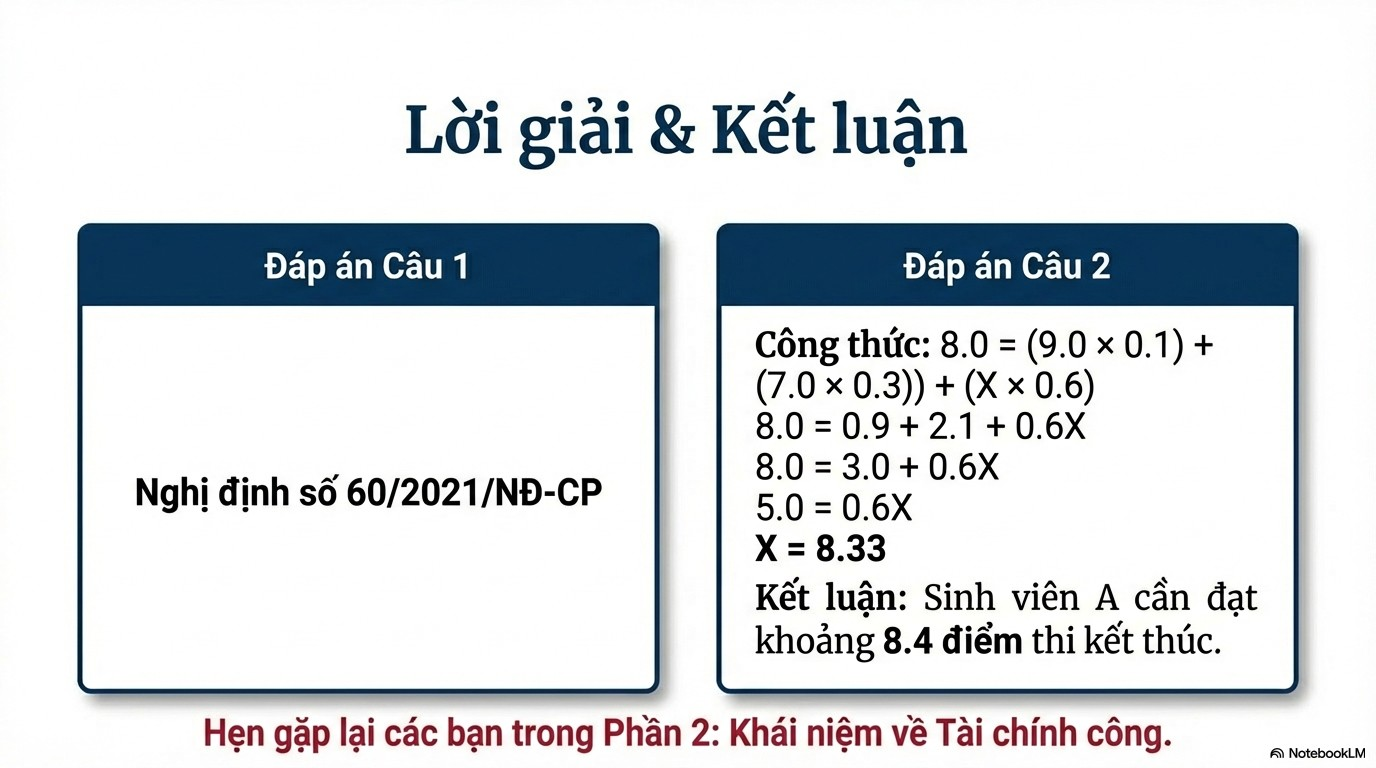 Lời giải & Kết luận
Đáp án Câu 1
Nghị định số 60/2021/NĐ-CP
Đáp án Câu 2
Công thức: 8.0 = (9.0 × 0.1) +
(7.0 × 0.3)) + (X × 0.6)
8.0 = 0.9 + 2.1 + 0.6X
8.0 = 3.0 + 0.6X
5.0 = 0.6X
X = 8.33
Kết luận: Sinh viên A cần đạt
khoảng 8.4 điểm thi kết thúc.
Hẹn gặp lại các bạn trong Phần 2: Khái niệm về Tài chính công.
NotebookLM